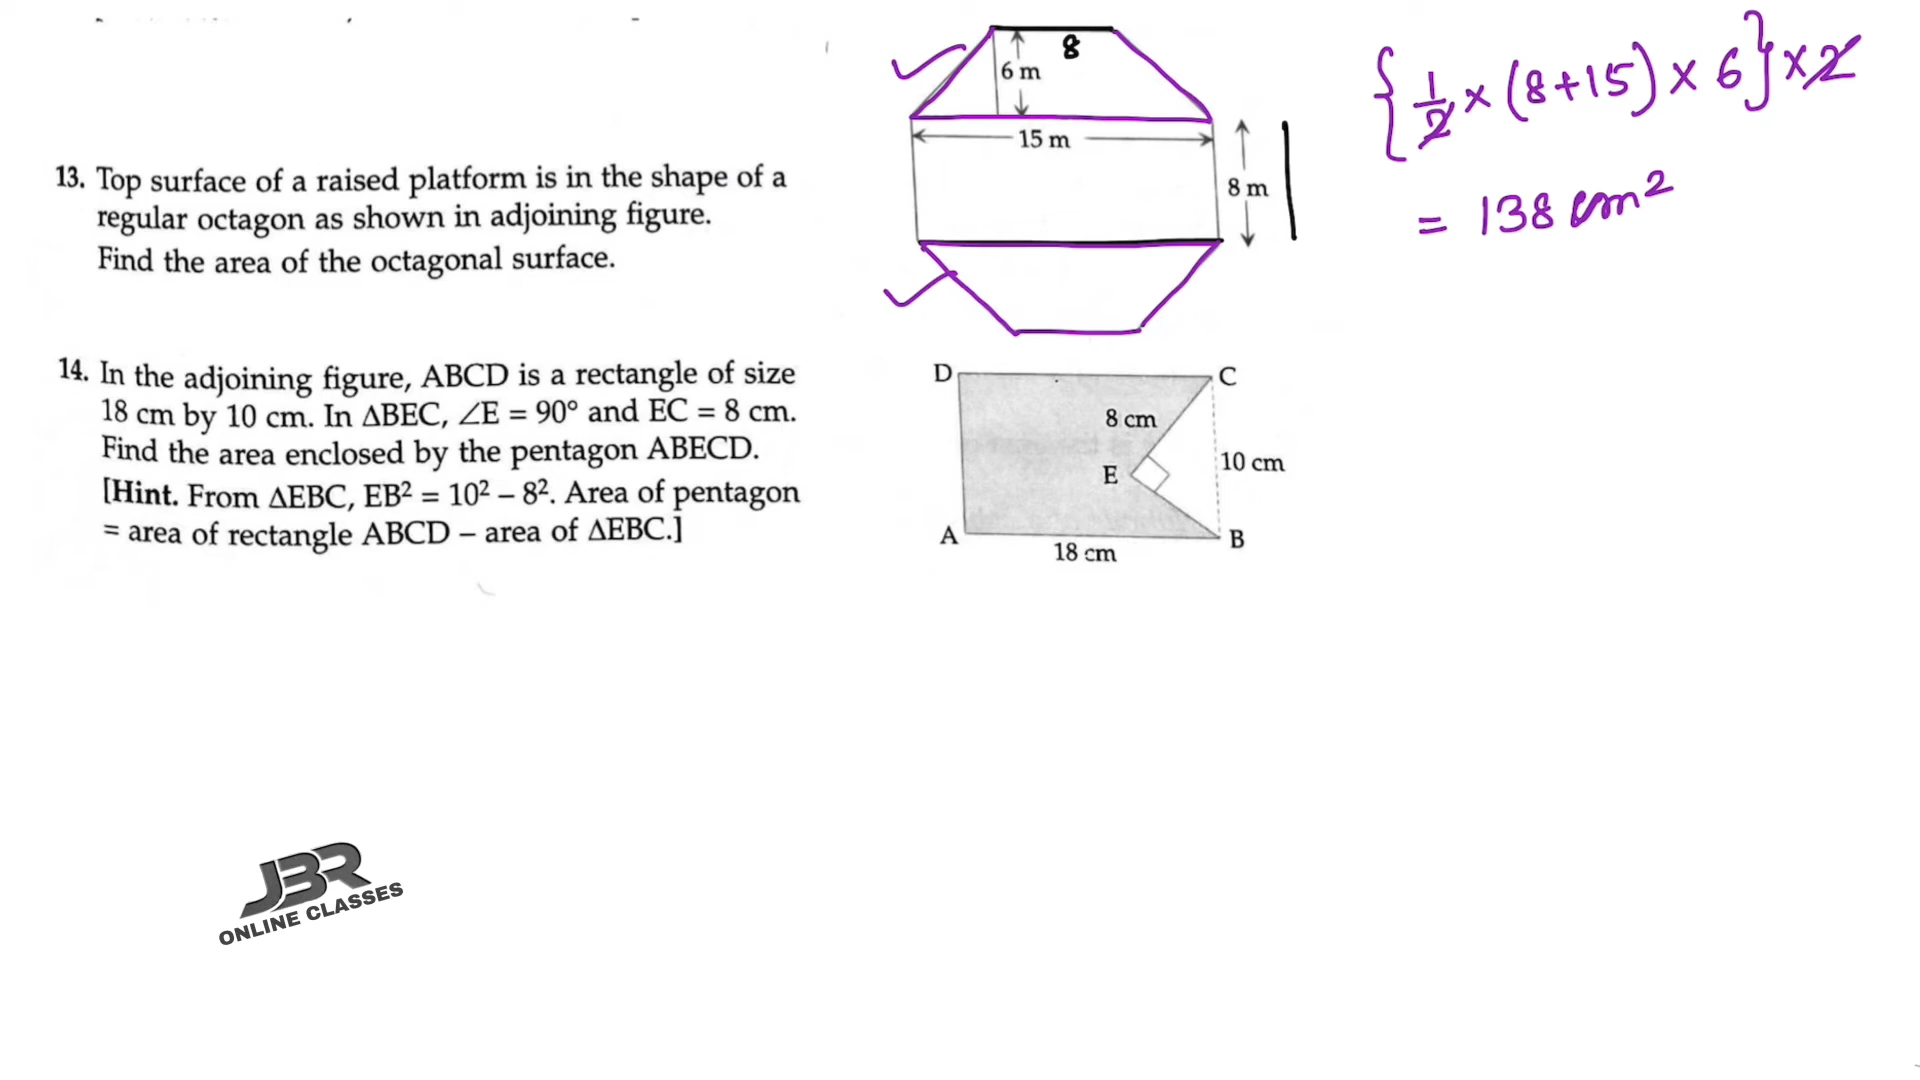 8
6 m
15 m
8 m
{1/2 × (8+15) × 6} × 2
= 138 cm²
13. Top surface of a raised platform is in the shape of a
regular octagon as shown in adjoining figure.
Find the area of the octagonal surface.
14. In the adjoining figure, ABCD is a rectangle of size
18 cm by 10 cm. In ΔBEC, ∠E = 90° and EC = 8 cm.
Find the area enclosed by the pentagon ABECD.
[Hint. From ΔEBC, EB² = 10² – 8². Area of pentagon
= area of rectangle ABCD – area of ΔEBC.]
D
C
8 cm
10 cm
E
A
B
18 cm
JBR
ONLINE CLASSES